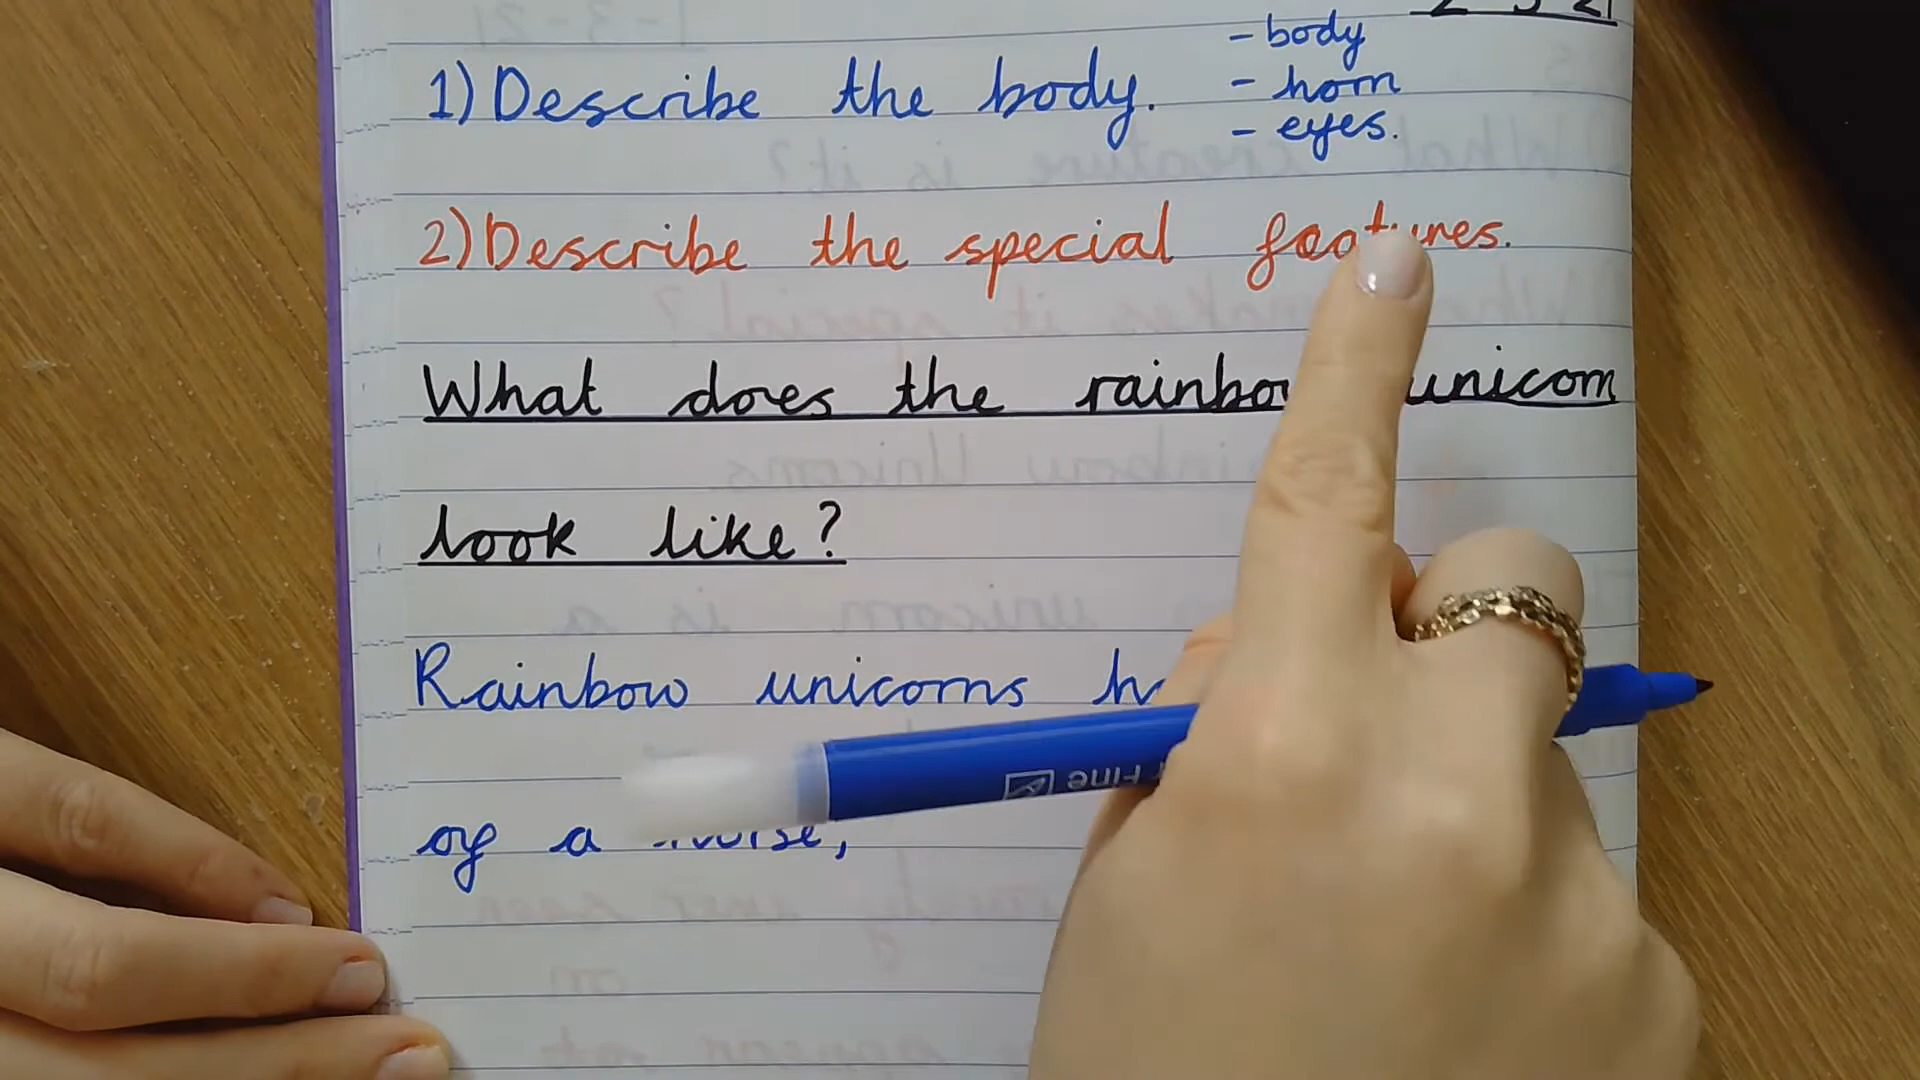 1) Describe the body.
- body
- horn
- eyes.
2) Describe the special features.
What does the unicorn
look like?
Rainbow unicorns
of a
Fine